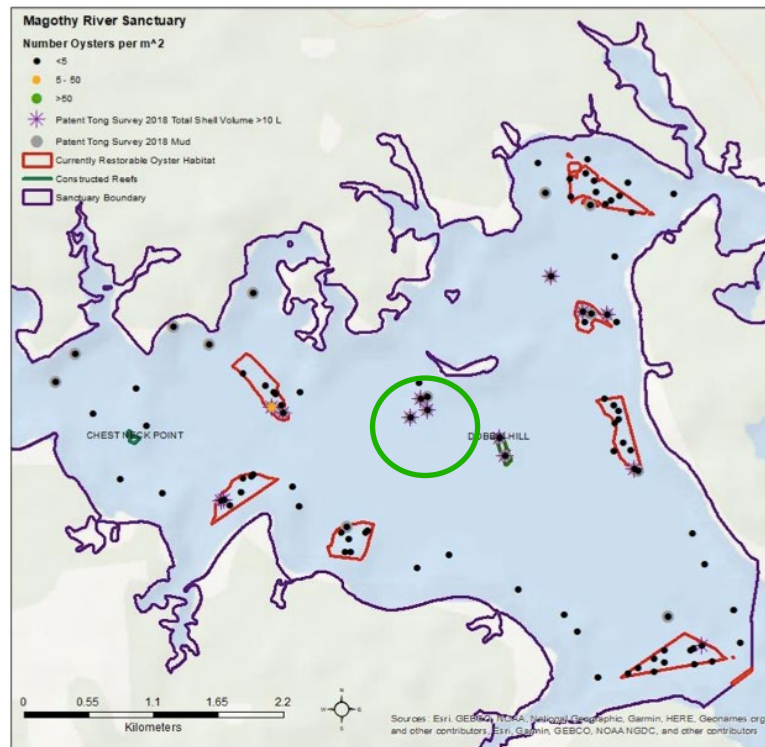 Magothy River Sanctuary
Number Oysters per m^2
<5
5 - 50
>50
Patent Tong Survey 2018 Total Shell Volume >10 L
Patent Tong Survey 2018 Mud
Currently Restorable Oyster Habitat
Constructed Reefs
Sanctuary Boundary
CHEST NECK POINT
N
W
E
S
0 0.55 1.1 1.65 2.2
Kilometers
Sources: Esri, GEBCO, NOAA, National Geographic, Garmin, HERE, Geonames.org
and other contributors, Esri, Garmin, GEBCO, NOAA NGDC, and other contributors